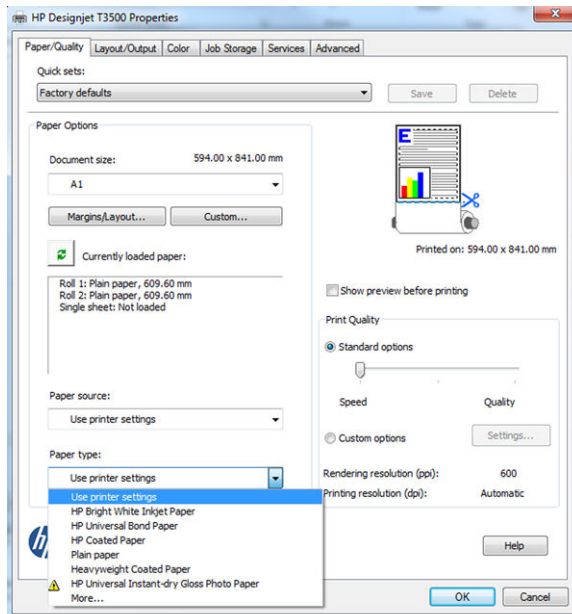 HP Designjet T3500 Properties
Paper/Quality Layout/Output Color Job Storage Services Advanced
Quick sets:
Factory defaults
Save
Delete
Paper Options
Document size:
594.00 x 841.00 mm
A1
Margins/Layout...
Custom...
Currently loaded paper:
Roll 1: Plain paper, 609.60 mm
Roll 2: Plain paper, 609.60 mm
Single sheet: Not loaded
Paper source:
Use printer settings
Paper type:
Use printer settings
Use printer settings
HP Bright White Inkjet Paper
HP Universal Bond Paper
HP Coated Paper
Plain paper
Heavyweight Coated Paper
HP Universal Instant-dry Gloss Photo Paper
More...
E
Printed on: 594.00 x 841.00 mm
Show preview before printing
Print Quality
Standard options
Speed
Quality
Custom options
Settings...
Rendering resolution (ppi):
600
Printing resolution (dpi):
Automatic
Help
OK
Cancel